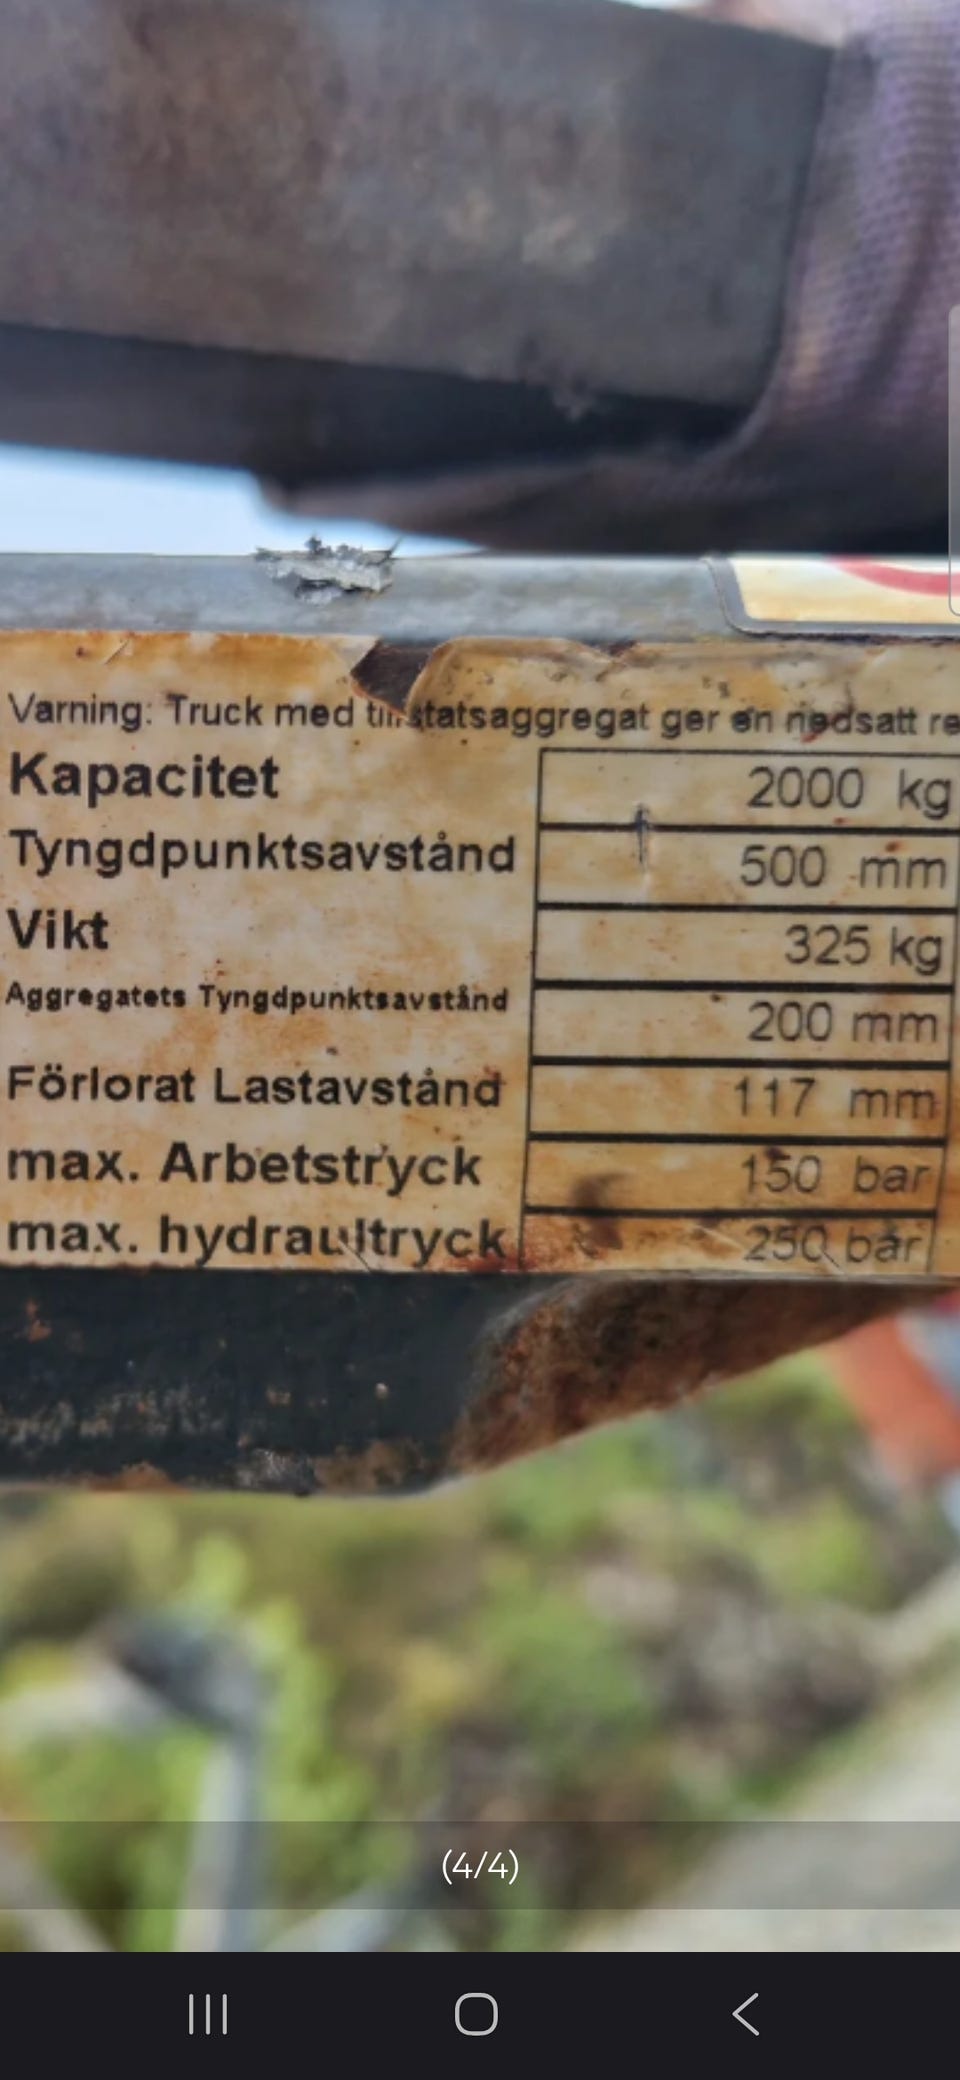 Varning: Truck med tillsatsaggregat ger en nedsatt re
Kapacitet 2000 kg
Tyngdpunktsavstånd 500 mm
Vikt 325 kg
Aggregatets Tyngdpunktsavstånd 200 mm
Förlorat Lastavstånd 117 mm
max. Arbetstryck 150 bar
max. hydraultryck 250 bar
(4/4)